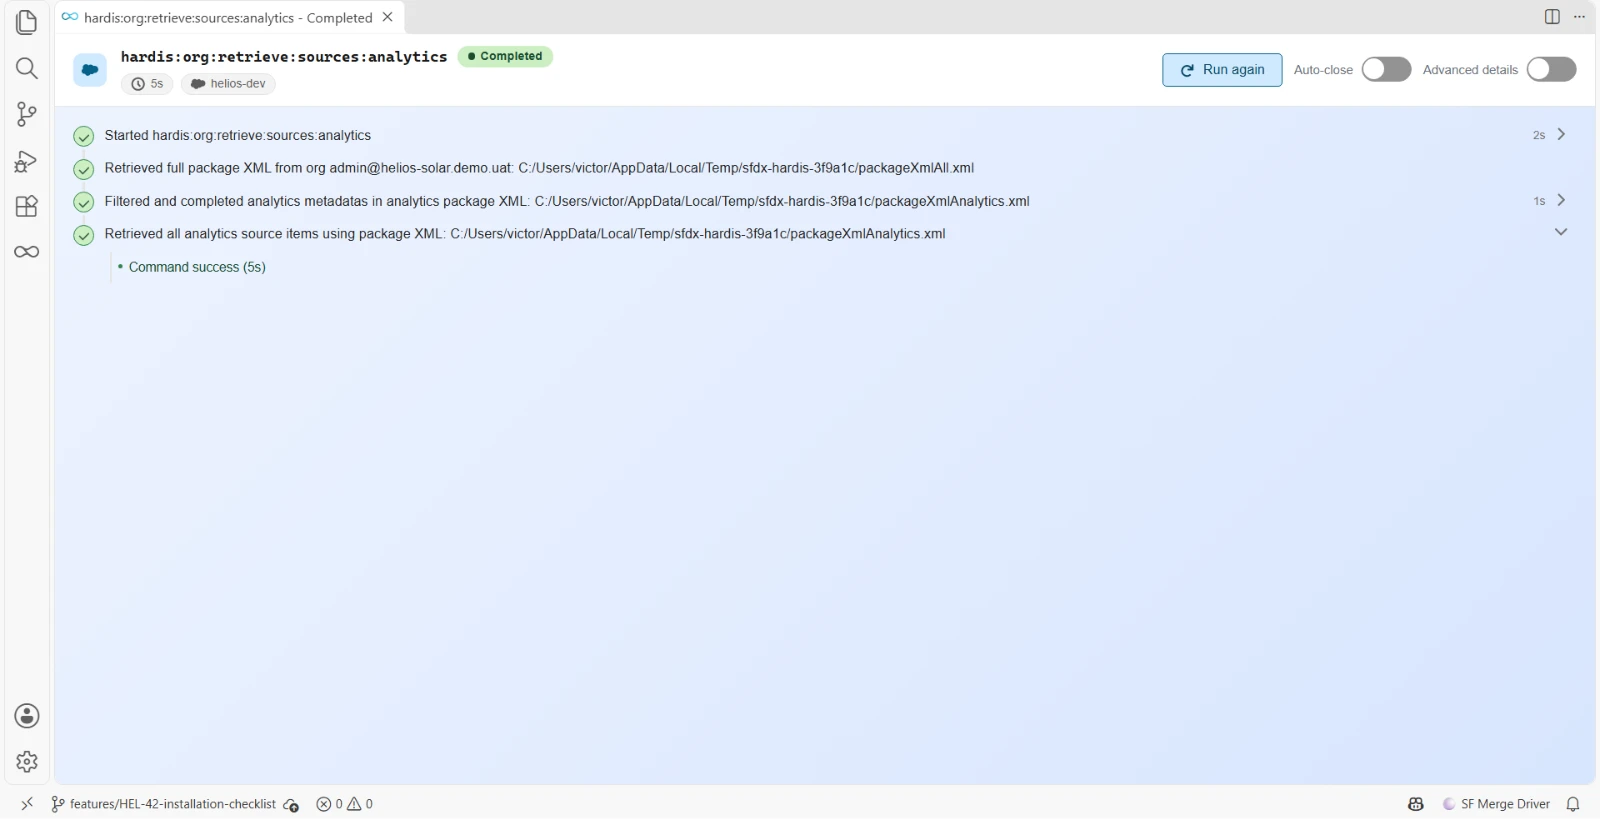 hardis:org:retrieve:sources:analytics - Completed
hardis:org:retrieve:sources:analytics
Completed
5s
helios-dev
Run again
Auto-close
Advanced details
Started hardis:org:retrieve:sources:analytics
2s
Retrieved full package XML from org admin@helios-solar.demo.uat: C:/Users/victor/AppData/Local/Temp/sfdx-hardis-3f9a1c/packageXmlAll.xml
Filtered and completed analytics metadatas in analytics package XML: C:/Users/victor/AppData/Local/Temp/sfdx-hardis-3f9a1c/packageXmlAnalytics.xml
1s
Retrieved all analytics source items using package XML: C:/Users/victor/AppData/Local/Temp/sfdx-hardis-3f9a1c/packageXmlAnalytics.xml
• Command success (5s)
features/HEL-42-installation-checklist
0
0
SF Merge Driver